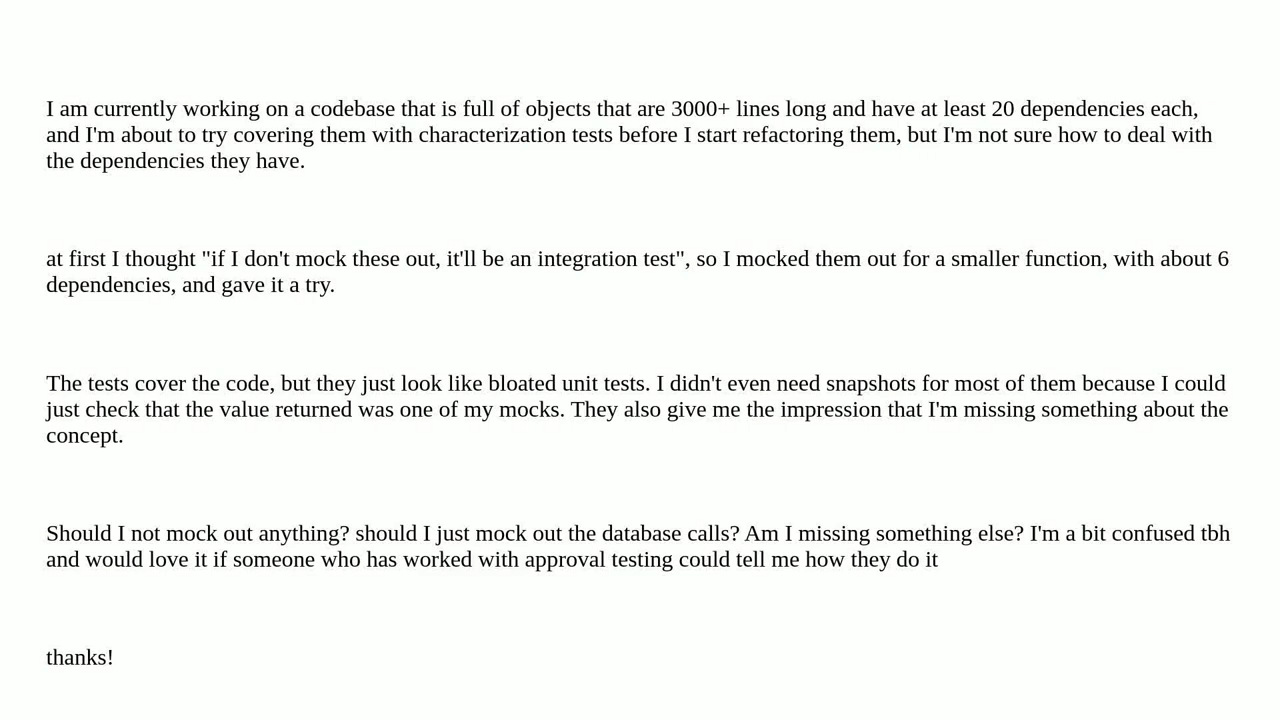 I am currently working on a codebase that is full of objects that are 3000+ lines long and have at least 20 dependencies each,
and I'm about to try covering them with characterization tests before I start refactoring them, but I'm not sure how to deal with
the dependencies they have.
at first I thought "if I don't mock these out, it'll be an integration test", so I mocked them out for a smaller function, with about 6
dependencies, and gave it a try.
The tests cover the code, but they just look like bloated unit tests. I didn't even need snapshots for most of them because I could
just check that the value returned was one of my mocks. They also give me the impression that I'm missing something about the
concept.
Should I not mock out anything? should I just mock out the database calls? Am I missing something else? I'm a bit confused tbh
and would love it if someone who has worked with approval testing could tell me how they do it
thanks!